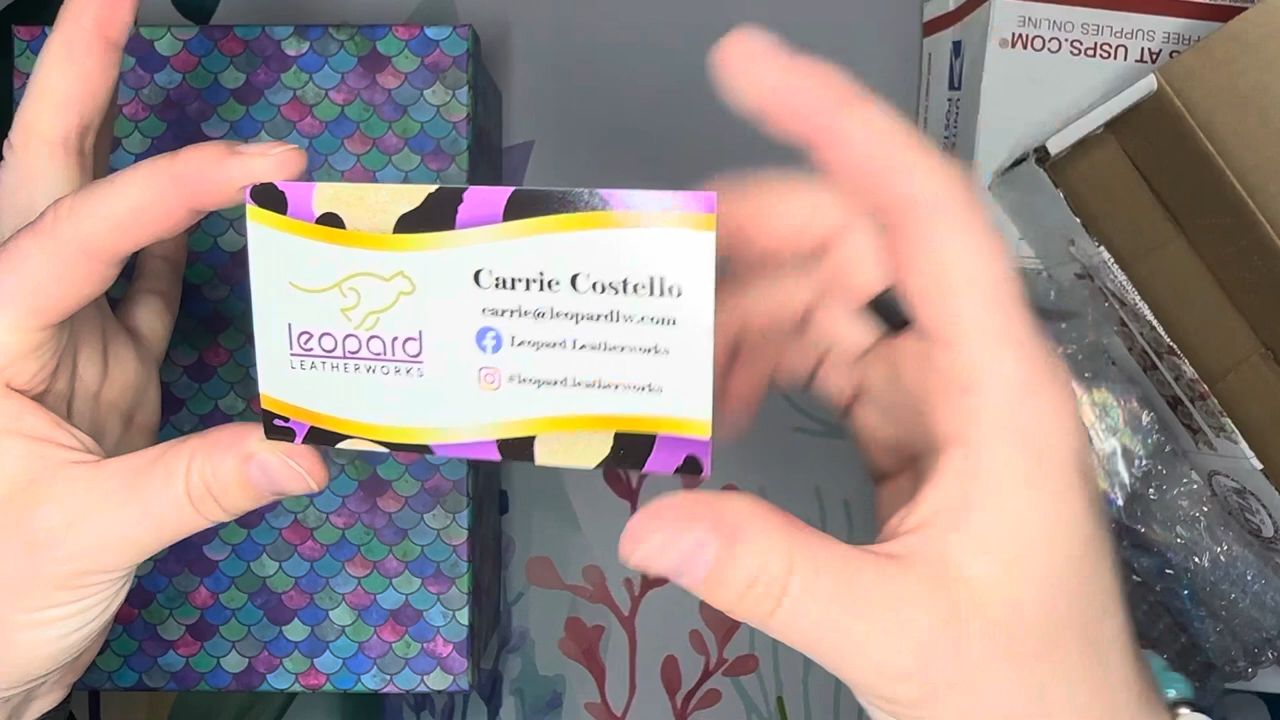 FREE SUPPLIES ONLINE
AT USPS.COM®
leopard
LEATHERWORKS
Carrie Costello
carrie@leopardlw.com
Leopard Leatherworks
@leopard.leatherworks